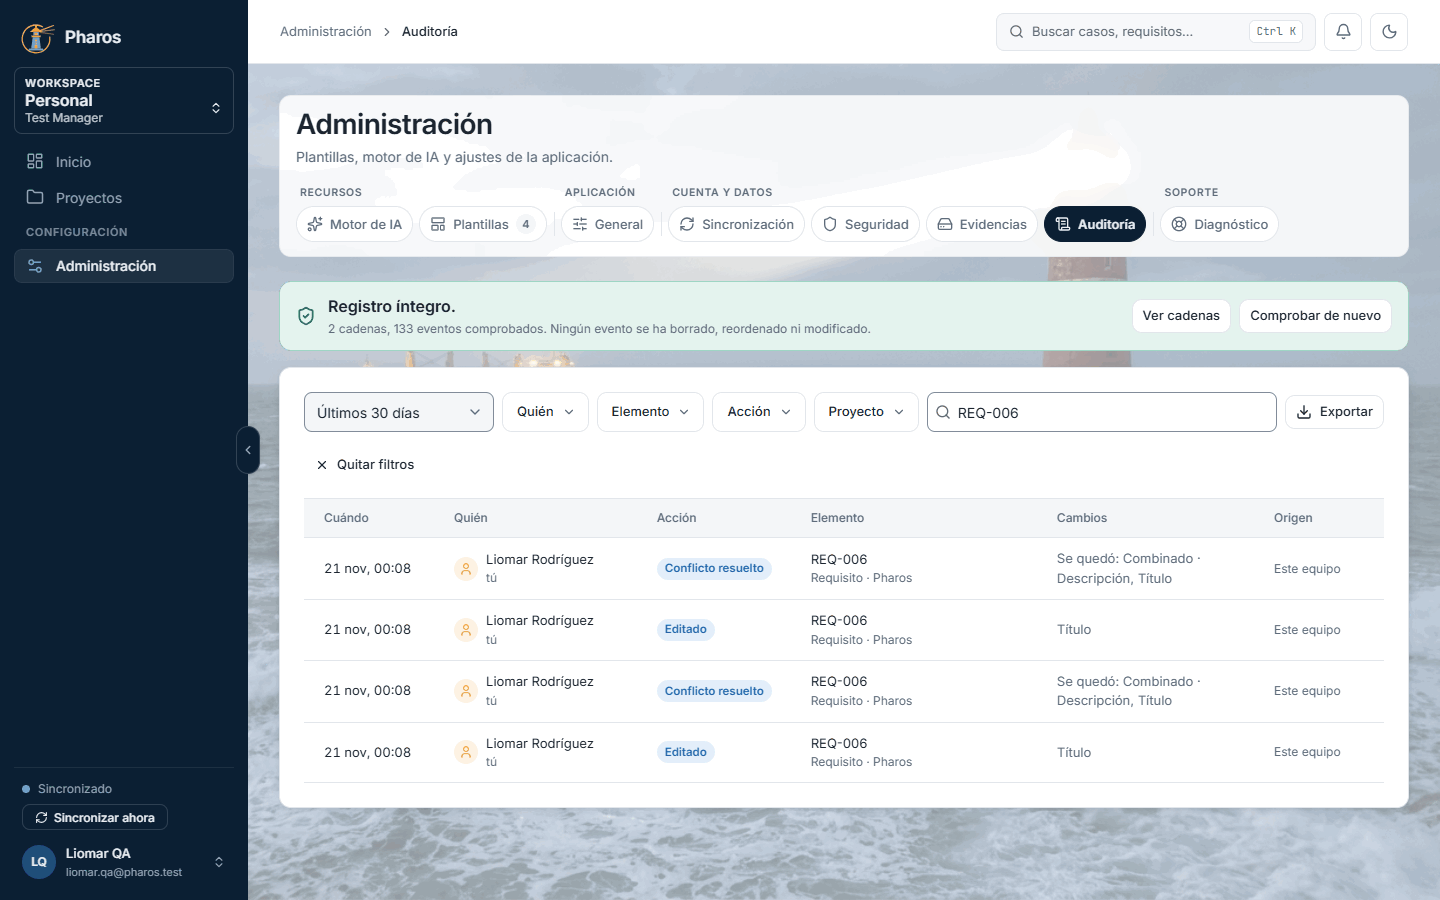 Pharos
WORKSPACE
Personal
Test Manager
Inicio
Proyectos
CONFIGURACIÓN
Administración
Sincronizado
Sincronizar ahora
LQ
Liomar QA
liomar.qa@pharos.test
Administración
Auditoría
Buscar casos, requisitos...
Ctrl K
Administración
Plantillas, motor de IA y ajustes de la aplicación.
RECURSOS
Motor de IA
Plantillas 4
APLICACIÓN
General
CUENTA Y DATOS
Sincronización
Seguridad
Evidencias
Auditoría
SOPORTE
Diagnóstico
Registro íntegro.
2 cadenas, 133 eventos comprobados. Ningún evento se ha borrado, reordenado ni modificado.
Ver cadenas
Comprobar de nuevo
Últimos 30 días
Quién
Elemento
Acción
Proyecto
REQ-006
Exportar
Quitar filtros
Cuándo Quién Acción Elemento Cambios Origen
21 nov, 00:08
Liomar Rodríguez
tú
Conflicto resuelto
REQ-006
Requisito · Pharos
Se quedó: Combinado ·
Descripción, Título
Este equipo
21 nov, 00:08
Liomar Rodríguez
tú
Editado
REQ-006
Requisito · Pharos
Título
Este equipo
21 nov, 00:08
Liomar Rodríguez
tú
Conflicto resuelto
REQ-006
Requisito · Pharos
Se quedó: Combinado ·
Descripción, Título
Este equipo
21 nov, 00:08
Liomar Rodríguez
tú
Editado
REQ-006
Requisito · Pharos
Título
Este equipo